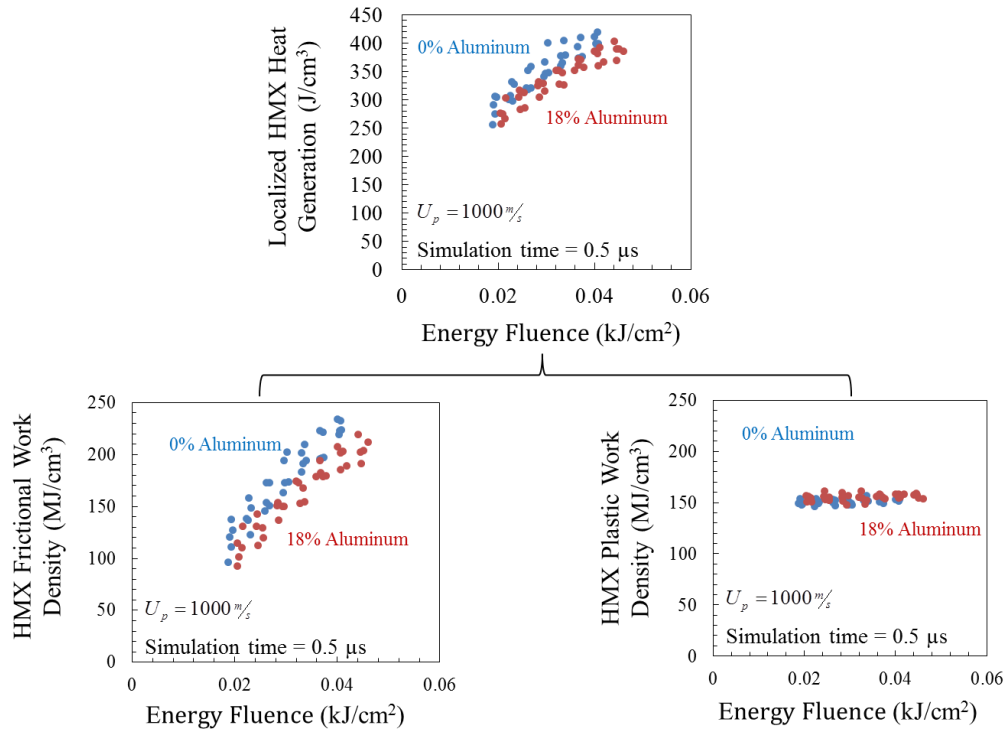 Localized HMX Heat
Generation (J/cm³)
450
400
350
300
250
200
150
100
50
0
0% Aluminum
18% Aluminum
Uₚ = 1000 m/s
Simulation time = 0.5 µs
0 0.02 0.04 0.06
Energy Fluence (kJ/cm²)
HMX Frictional Work
Density (MJ/cm³)
250
200
150
100
50
0
0% Aluminum
18% Aluminum
Uₚ = 1000 m/s
Simulation time = 0.5 µs
0 0.02 0.04 0.06
Energy Fluence (kJ/cm²)
HMX Plastic Work
Density (MJ/cm³)
250
200
150
100
50
0
0% Aluminum
18% Aluminum
Uₚ = 1000 m/s
Simulation time = 0.5 µs
0 0.02 0.04 0.06
Energy Fluence (kJ/cm²)